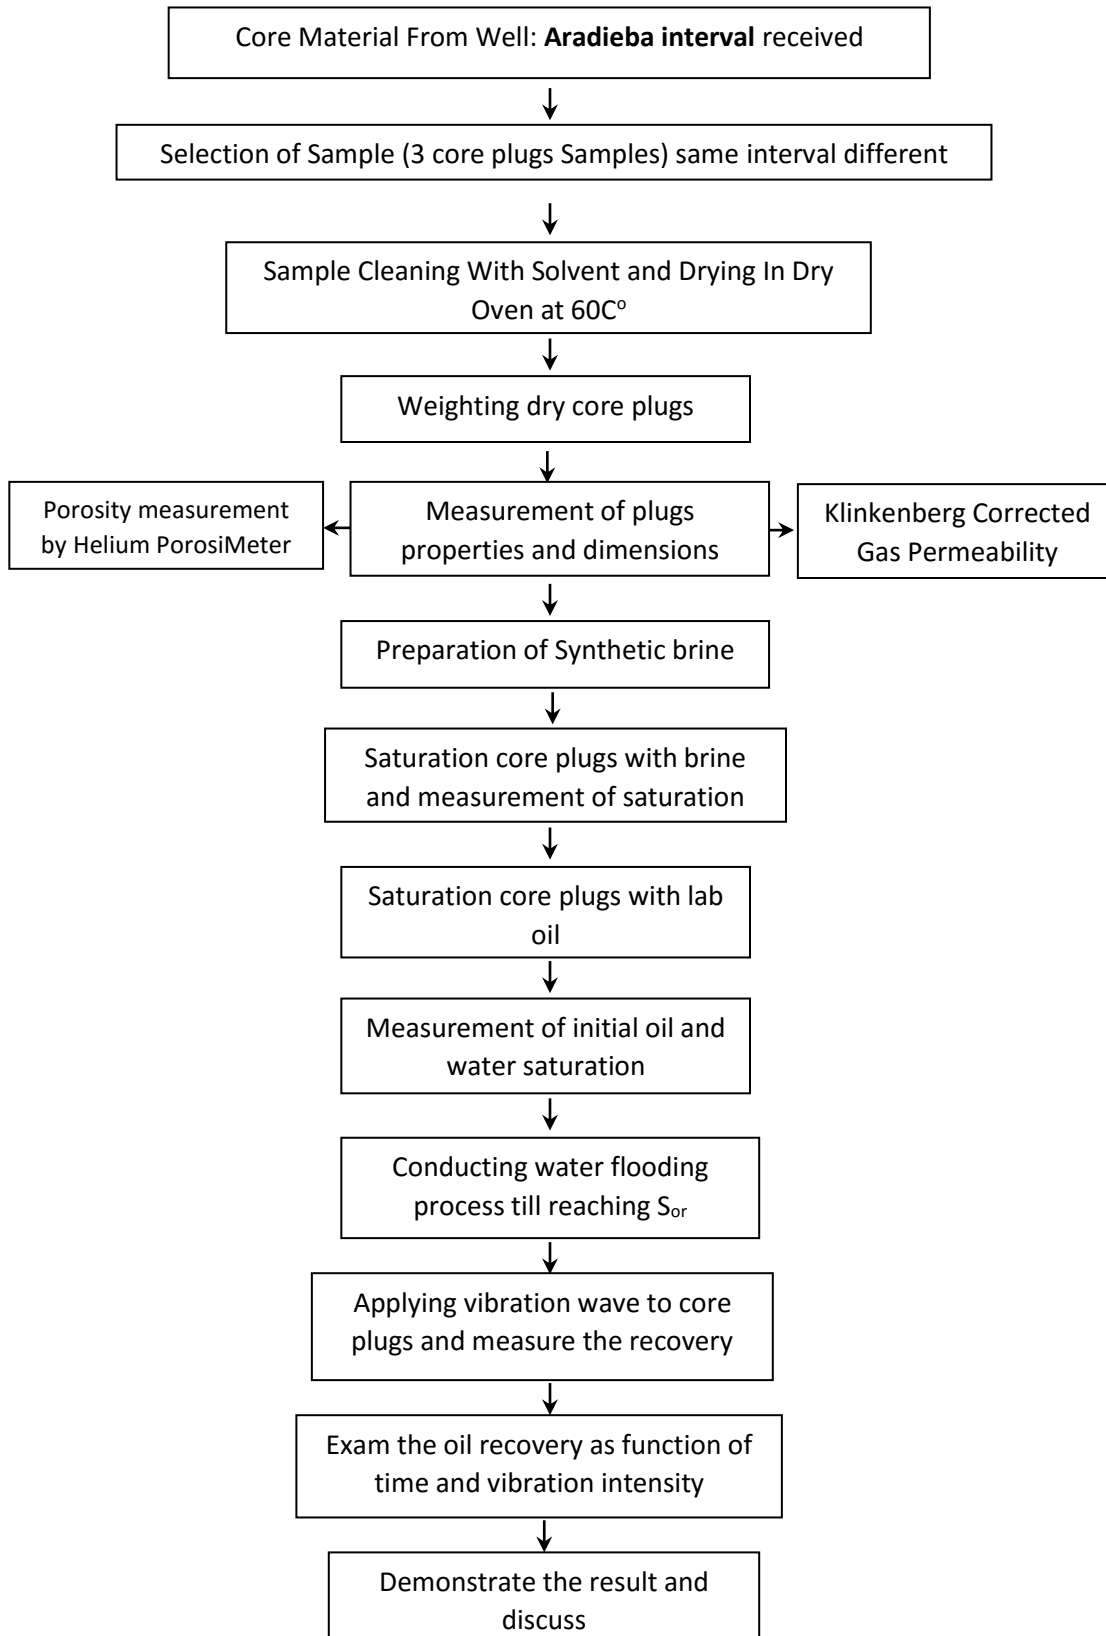 Core Material From Well: Aradieba interval received
Selection of Sample (3 core plugs Samples) same interval different
Sample Cleaning With Solvent and Drying In Dry
Oven at 60Cᵒ
Weighting dry core plugs
Porosity measurement
by Helium PorosiMeter
Measurement of plugs
properties and dimensions
Klinkenberg Corrected
Gas Permeability
Preparation of Synthetic brine
Saturation core plugs with brine
and measurement of saturation
Saturation core plugs with lab
oil
Measurement of initial oil and
water saturation
Conducting water flooding
process till reaching Sₒᵣ
Applying vibration wave to core
plugs and measure the recovery
Exam the oil recovery as function of
time and vibration intensity
Demonstrate the result and
discuss